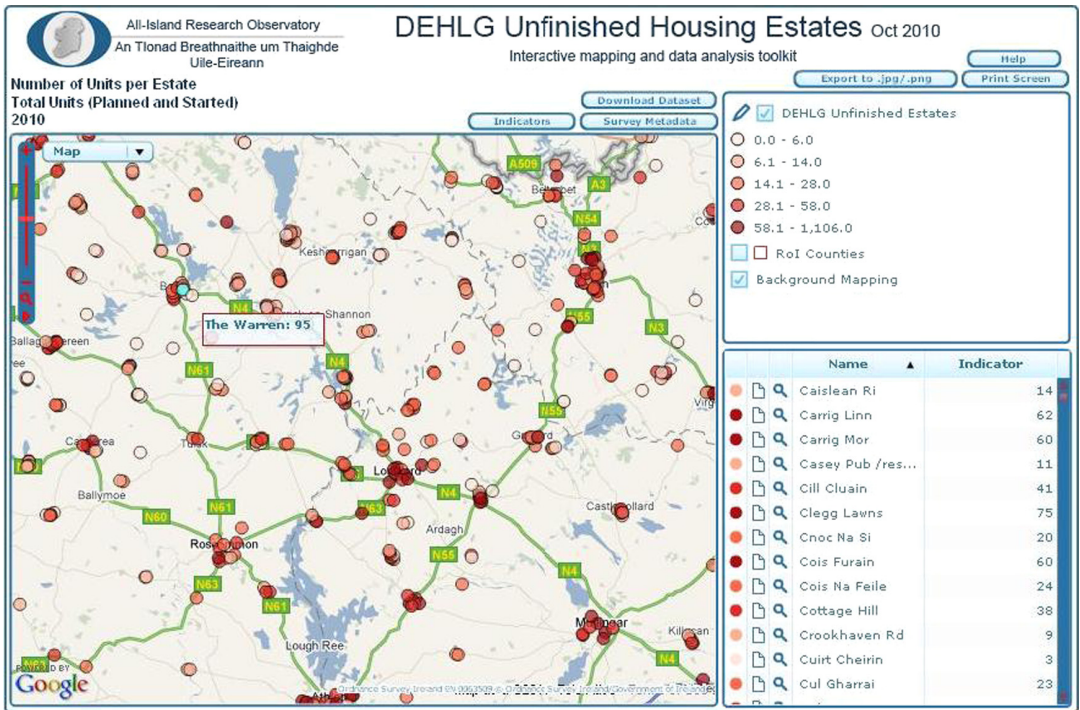 All-Island Research Observatory
An Tionad Breathnaithe um Thaighde
Uile-Eireann
DEHLG Unfinished Housing Estates Oct 2010
Interactive mapping and data analysis toolkit
Help
Export to .jpg/.png
Print Screen
Number of Units per Estate
Total Units (Planned and Started)
2010
Download Dataset
Indicators
Survey Metadata
Map
DEHLG Unfinished Estates
0.0 - 6.0
6.1 - 14.0
14.1 - 28.0
28.1 - 58.0
58.1 - 1,106.0
RoI Counties
Background Mapping
A509
A3
N54
N3
N4
Shannon
The Warren: 95
N55
N3
N61
N4
N55
Tulsk
Ballymoe
N61
N60
N63
N4
Ardagh
N55
N63
N61
N4
Lough Ree
N4
POWERED BY
Google
Name
Indicator
Caislean Ri 14
Carrig Linn 62
Carrig Mor 60
Casey Pub /res... 11
Cill Cluain 41
Clegg Lawns 75
Cnoc Na Si 20
Cois Furain 60
Cois Na Feile 24
Cottage Hill 38
Crookhaven Rd 9
Cuirt Cheirin 3
Cul Gharrai 23